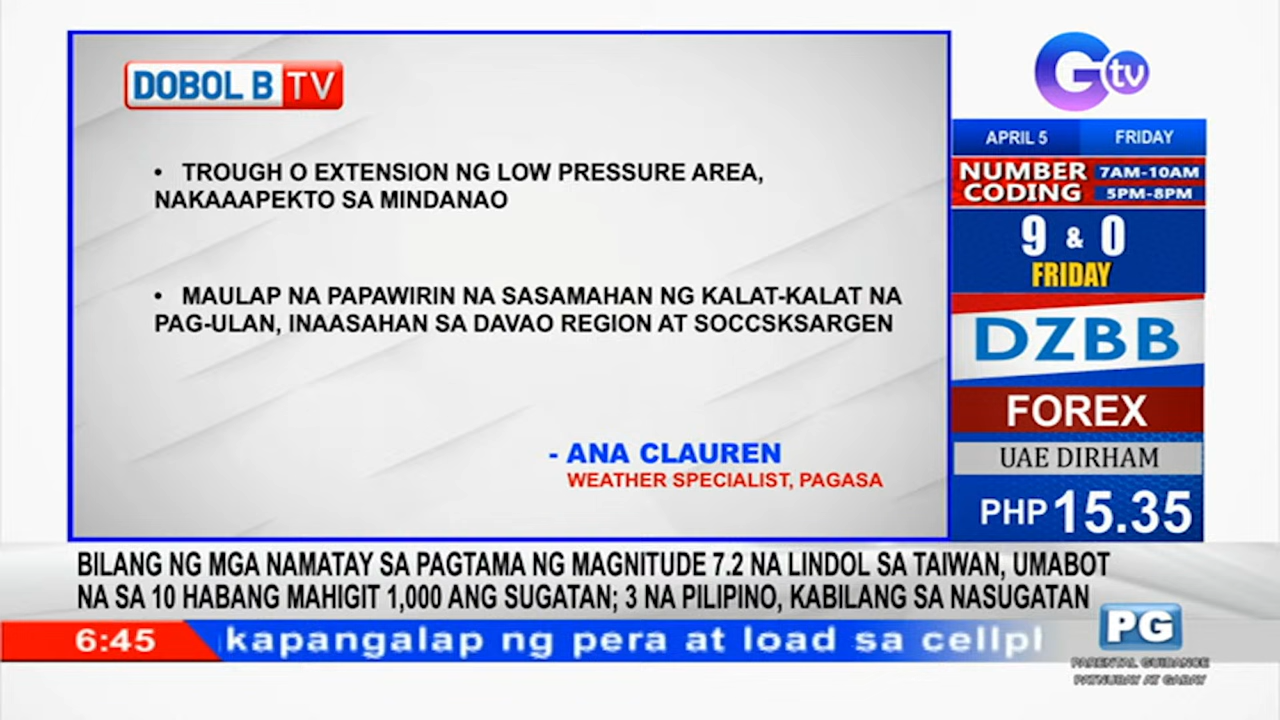 DOBOL B TV
• TROUGH O EXTENSION NG LOW PRESSURE AREA,
NAKAAAPEKTO SA MINDANAO
• MAULAP NA PAPAWIRIN NA SASAMAHAN NG KALAT-KALAT NA
PAG-ULAN, INAASAHAN SA DAVAO REGION AT SOCCSKSARGEN
- ANA CLAUREN
WEATHER SPECIALIST, PAGASA
Gtv
APRIL 5 FRIDAY
NUMBER CODING
7AM-10AM
5PM-8PM
9 & 0
FRIDAY
DZBB
FOREX
UAE DIRHAM
PHP 15.35
BILANG NG MGA NAMATAY SA PAGTAMA NG MAGNITUDE 7.2 NA LINDOL SA TAIWAN, UMABOT
NA SA 10 HABANG MAHIGIT 1,000 ANG SUGATAN; 3 NA PILIPINO, KABILANG SA NASUGATAN
6:45 kapangalap ng pera at load sa cellpl
PG
PARENTAL GUIDANCE
PATNUBAY AT GABAY